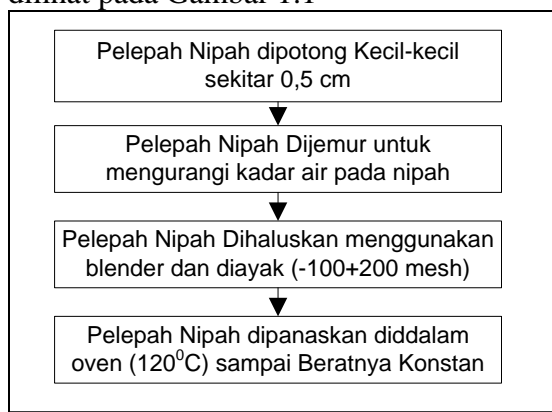 dilihat pada Gambar 1.1
Pelepah Nipah dipotong Kecil-kecil
sekitar 0,5 cm
Pelepah Nipah Dijemur untuk
mengurangi kadar air pada nipah
Pelepah Nipah Dihaluskan menggunakan
blender dan diayak (-100+200 mesh)
Pelepah Nipah dipanaskan diddalam
oven (120⁰C) sampai Beratnya Konstan